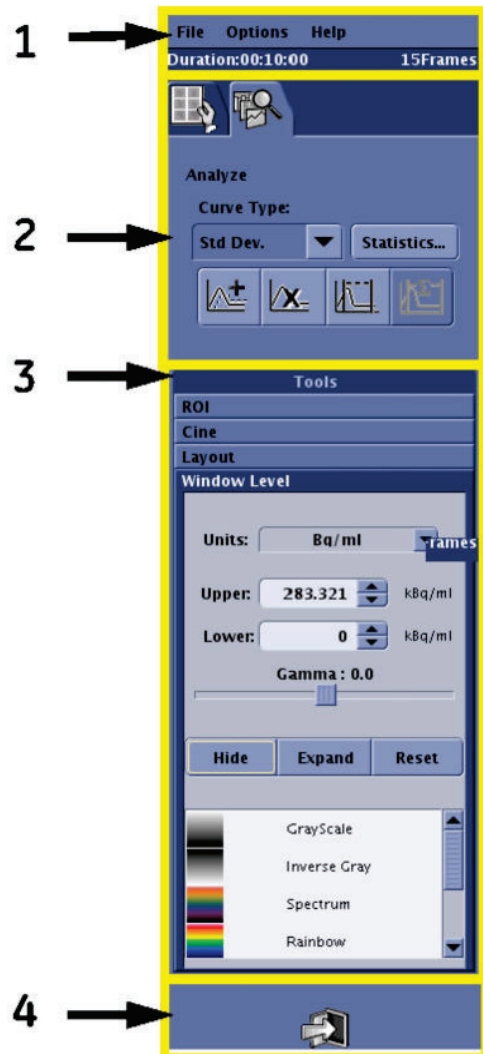 1
File Options Help
Duration:00:10:00 15Frames
Analyze
Curve Type:
2
Std Dev. Statistics...
3
Tools
ROI
Cine
Layout
Window Level
Units: Bq/ml rames
Upper: 283.321 kBq/ml
Lower: 0 kBq/ml
Gamma : 0.0
Hide Expand Reset
GrayScale
Inverse Gray
Spectrum
Rainbow
4